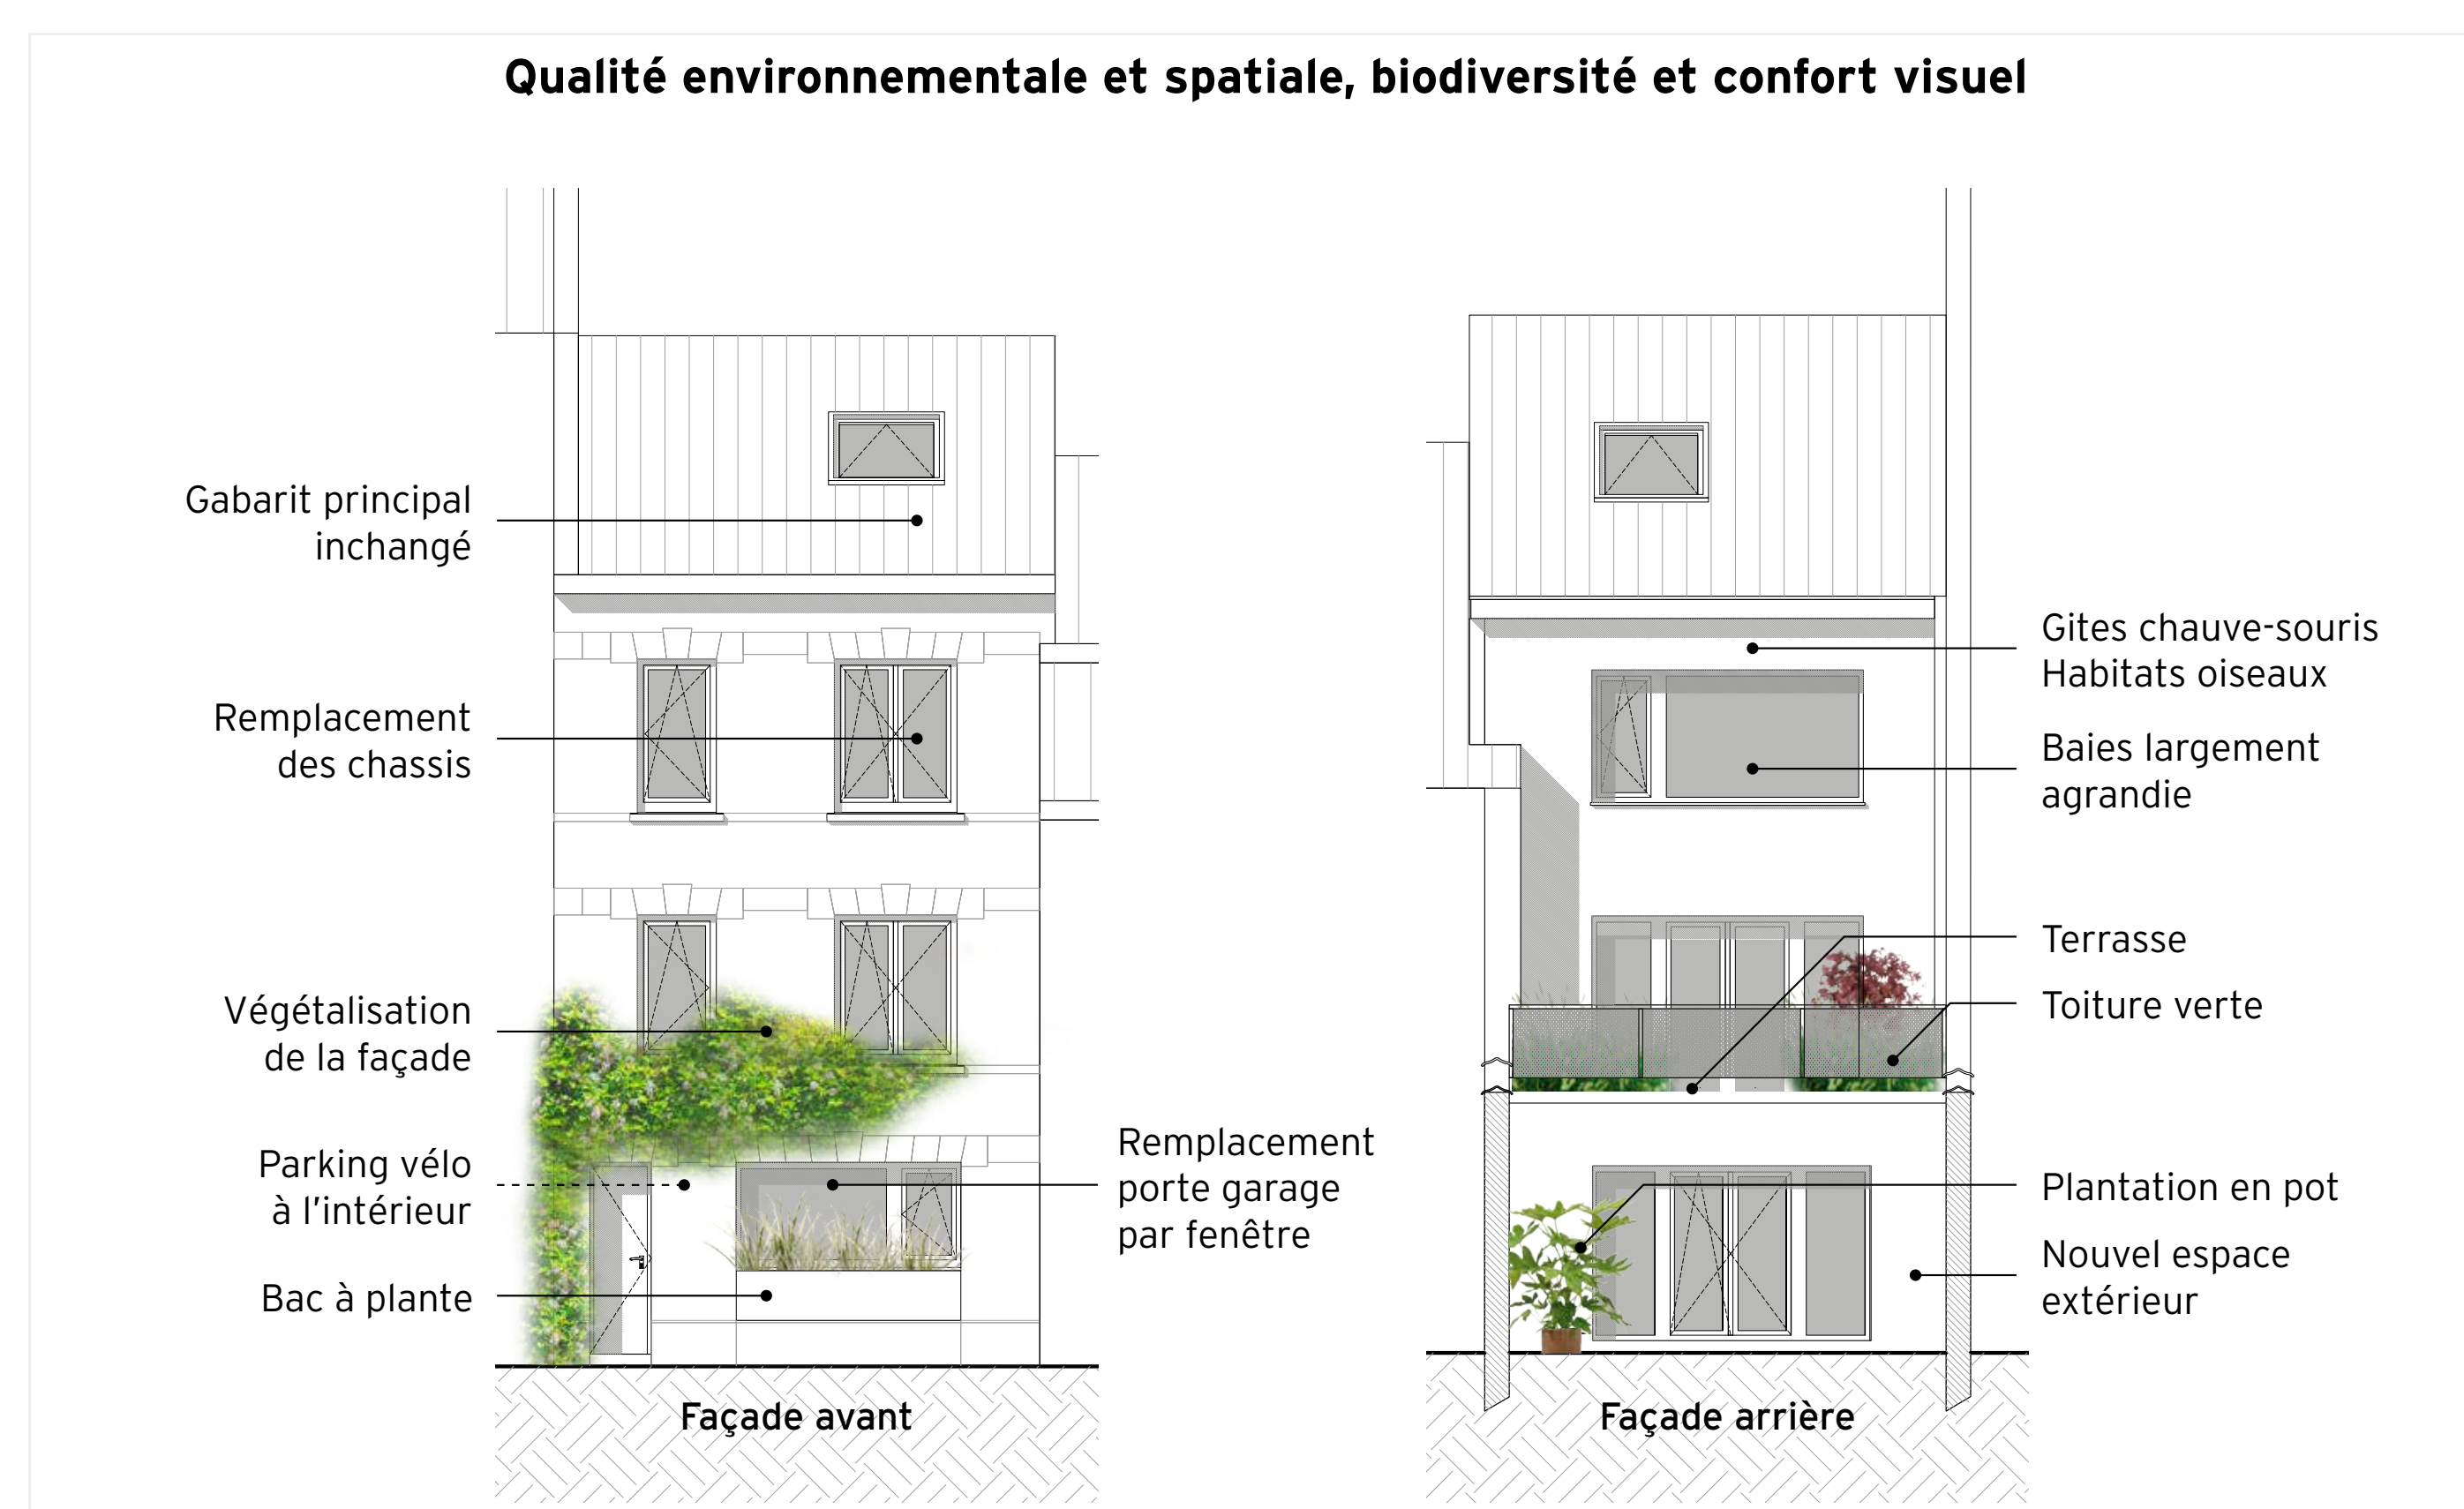 Qualité environnementale et spatiale, biodiversité et confort visuel
Gabarit principal
inchangé
Remplacement
des chassis
Végétalisation
de la façade
Parking vélo
à l'intérieur
Bac à plante
Remplacement
porte garage
par fenêtre
Façade avant
Gites chauve-souris
Habitats oiseaux
Baies largement
agrandie
Terrasse
Toiture verte
Plantation en pot
Nouvel espace
extérieur
Façade arrière